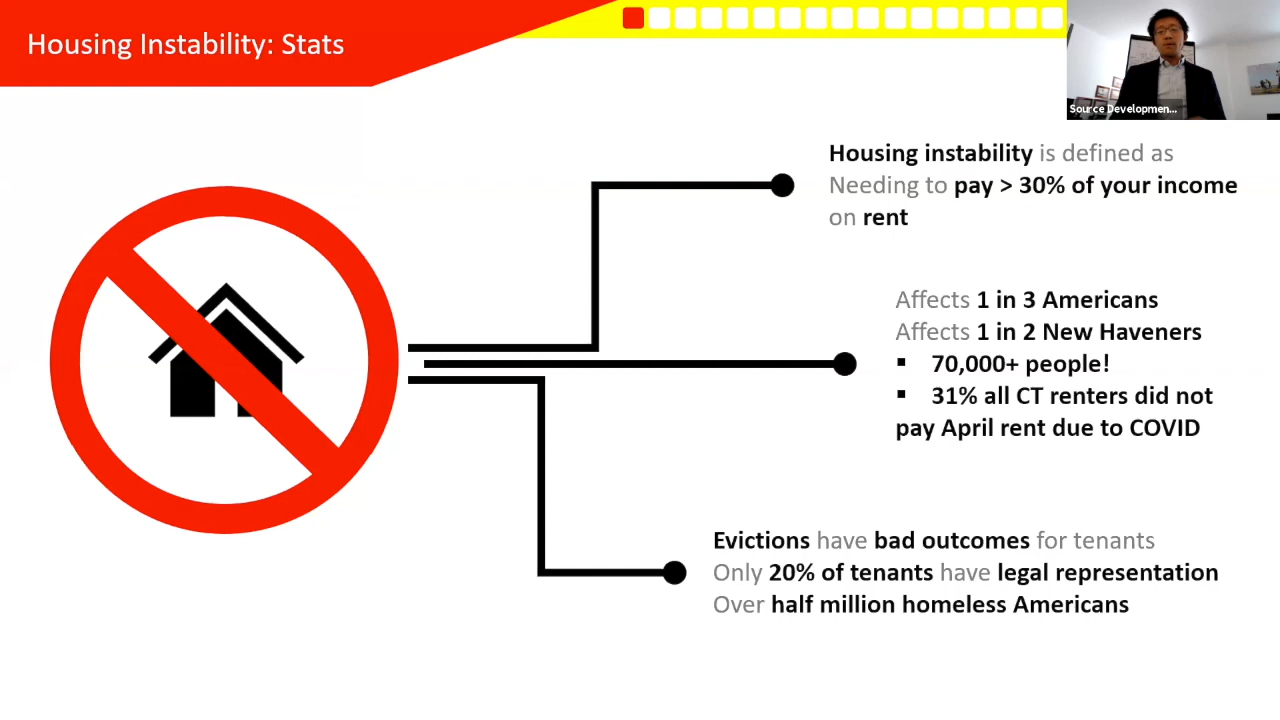 Housing Instability: Stats
Source Developmen...
Housing instability is defined as
Needing to pay > 30% of your income
on rent
Affects 1 in 3 Americans
Affects 1 in 2 New Haveners
▪ 70,000+ people!
▪ 31% all CT renters did not
pay April rent due to COVID
Evictions have bad outcomes for tenants
Only 20% of tenants have legal representation
Over half million homeless Americans